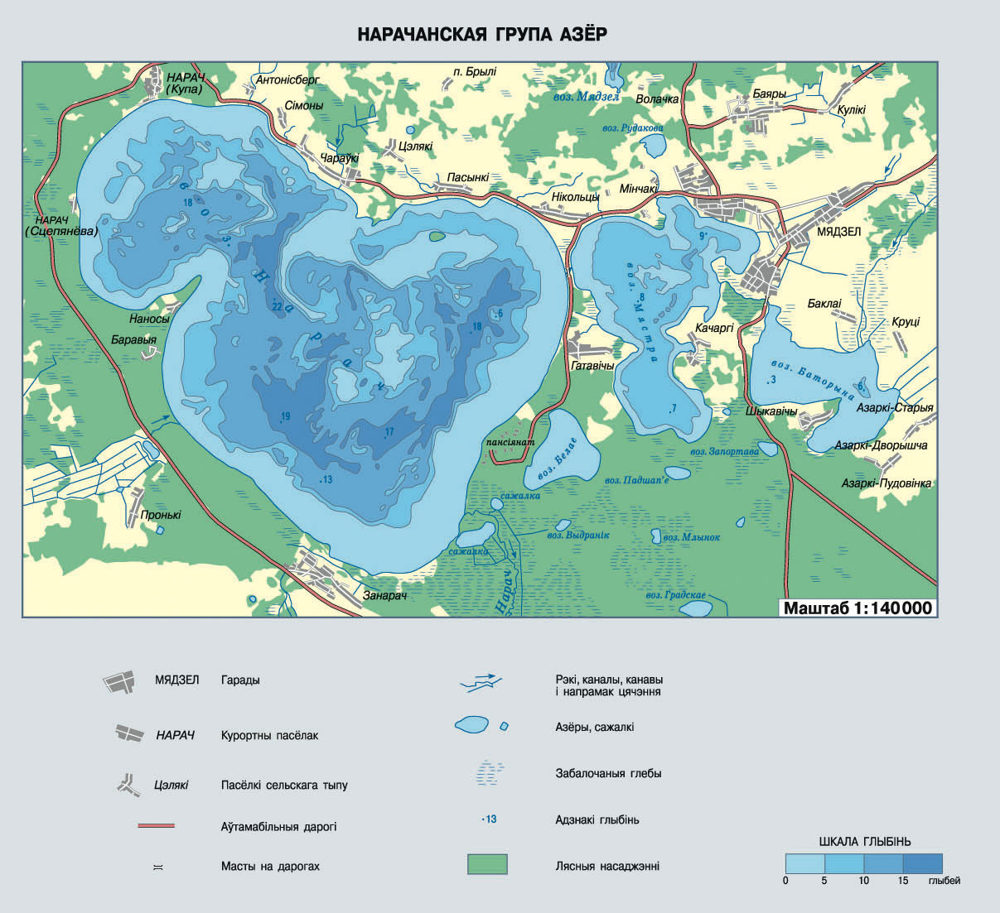 НАРАЧАНСКАЯ ГРУПА АЗЁР
НАРАЧ
(Купа)
Антонісберг
п. Брылі
воз. Мядзел
Волачка
Баяры
Кулікі
Сімоны
воз. Рудакова
Цэлякі
Чараўкі
Пасынкі
Нікольцы
Мінчакі
МЯДЗЕЛ
НАРАЧ
(Сцепянёва)
воз. Нарач
18
22
6
18
19
17
13
воз. Мястра
9
8
7
Наносы
Баравыя
Баклаі
Круці
Качаргі
Гатавічы
воз. Баторына
3
6
Шыкавічы
Азаркі-Старыя
Азаркі-Дворышча
Азаркі-Пудовінка
пансіянат
воз. Белае
воз. Запортава
воз. Падшап'е
сажалка
воз. Выдранік
воз. Млынок
сажалка
Нарач
воз. Градскае
Пронькі
Занарач
Маштаб 1:140 000
МЯДЗЕЛ Гарады
НАРАЧ Курортны пасёлак
Цэлякі Пасёлкі сельскага тыпу
Аўтамабільныя дарогі
Масты на дарогах
Рэкі, каналы, канавы
і напрамак цячэння
Азёры, сажалкі
Забалочаныя глебы
13 Адзнакі глыбінь
Лясныя насаджэнні
ШКАЛА ГЛЫБІНЬ
0 5 10 15 глыбей